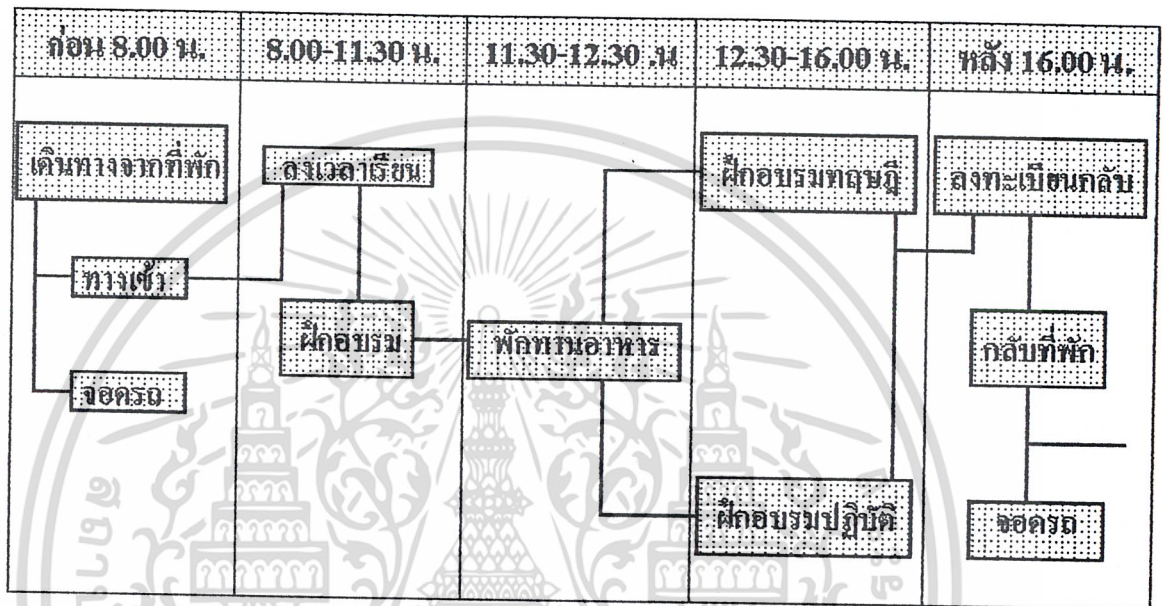 ก่อน 8.00 น.
8.00-11.30 น.
11.30-12.30 .น
12.30-16.00 น.
หลัง 16.00 น.
เดินทางจากที่พัก
ลงเวลาเรียน
ฝึกอบรมทฤษฎี
ลงทะเบียนกลับ
ทางเข้า
ฝึกอบรม
พักทานอาหาร
กลับที่พัก
จอดรถ
ฝึกอบรมปฏิบัติ
จอดรถ